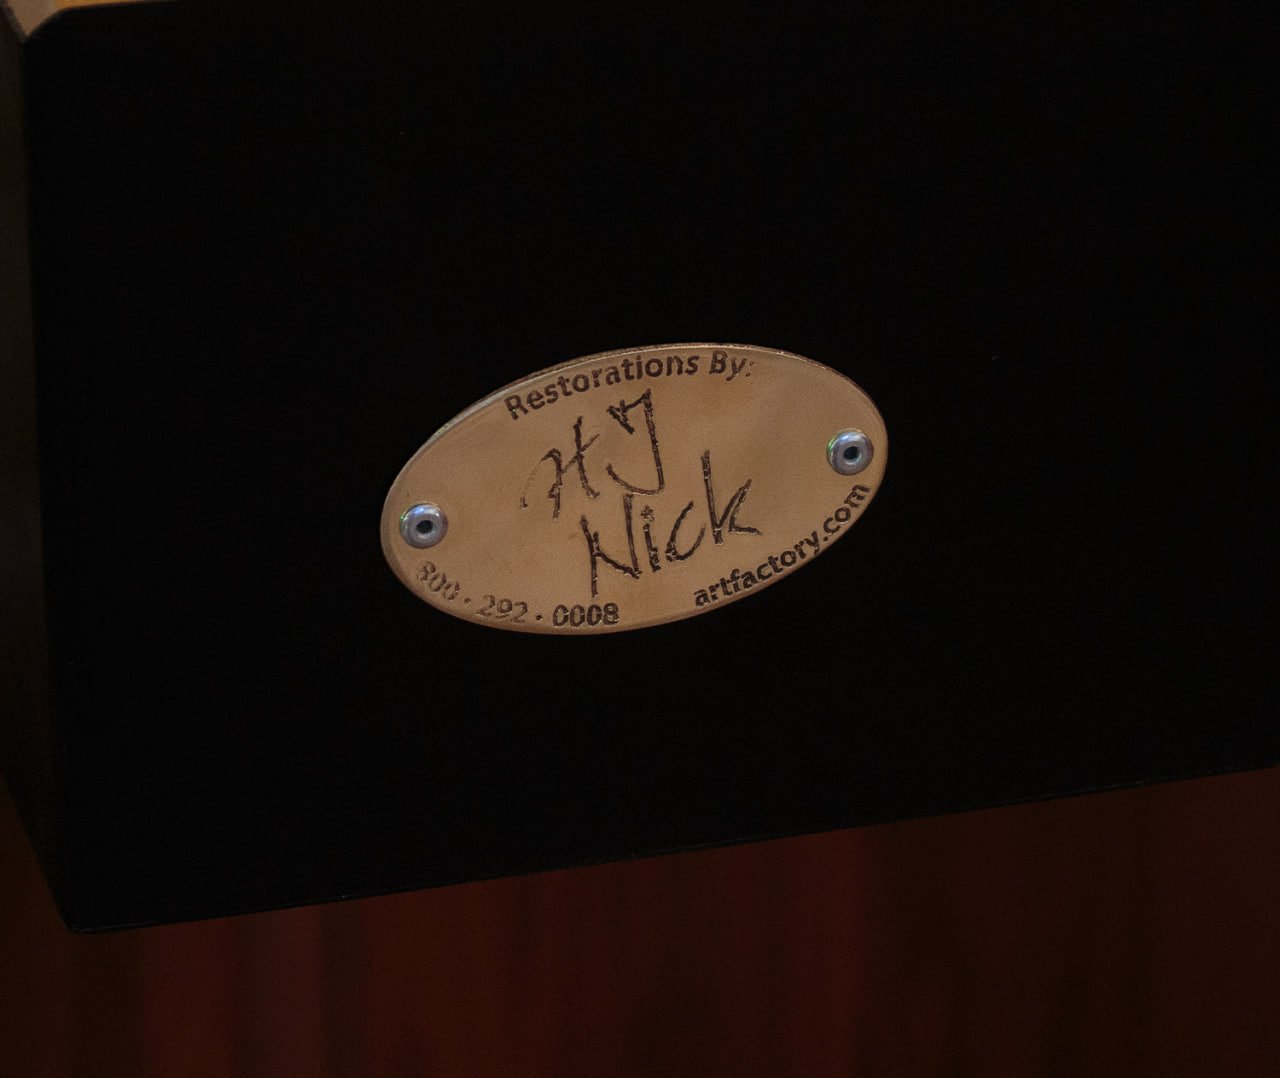 Restorations By:
HJ
Nick
800 · 292 · 0008
artfactory.com